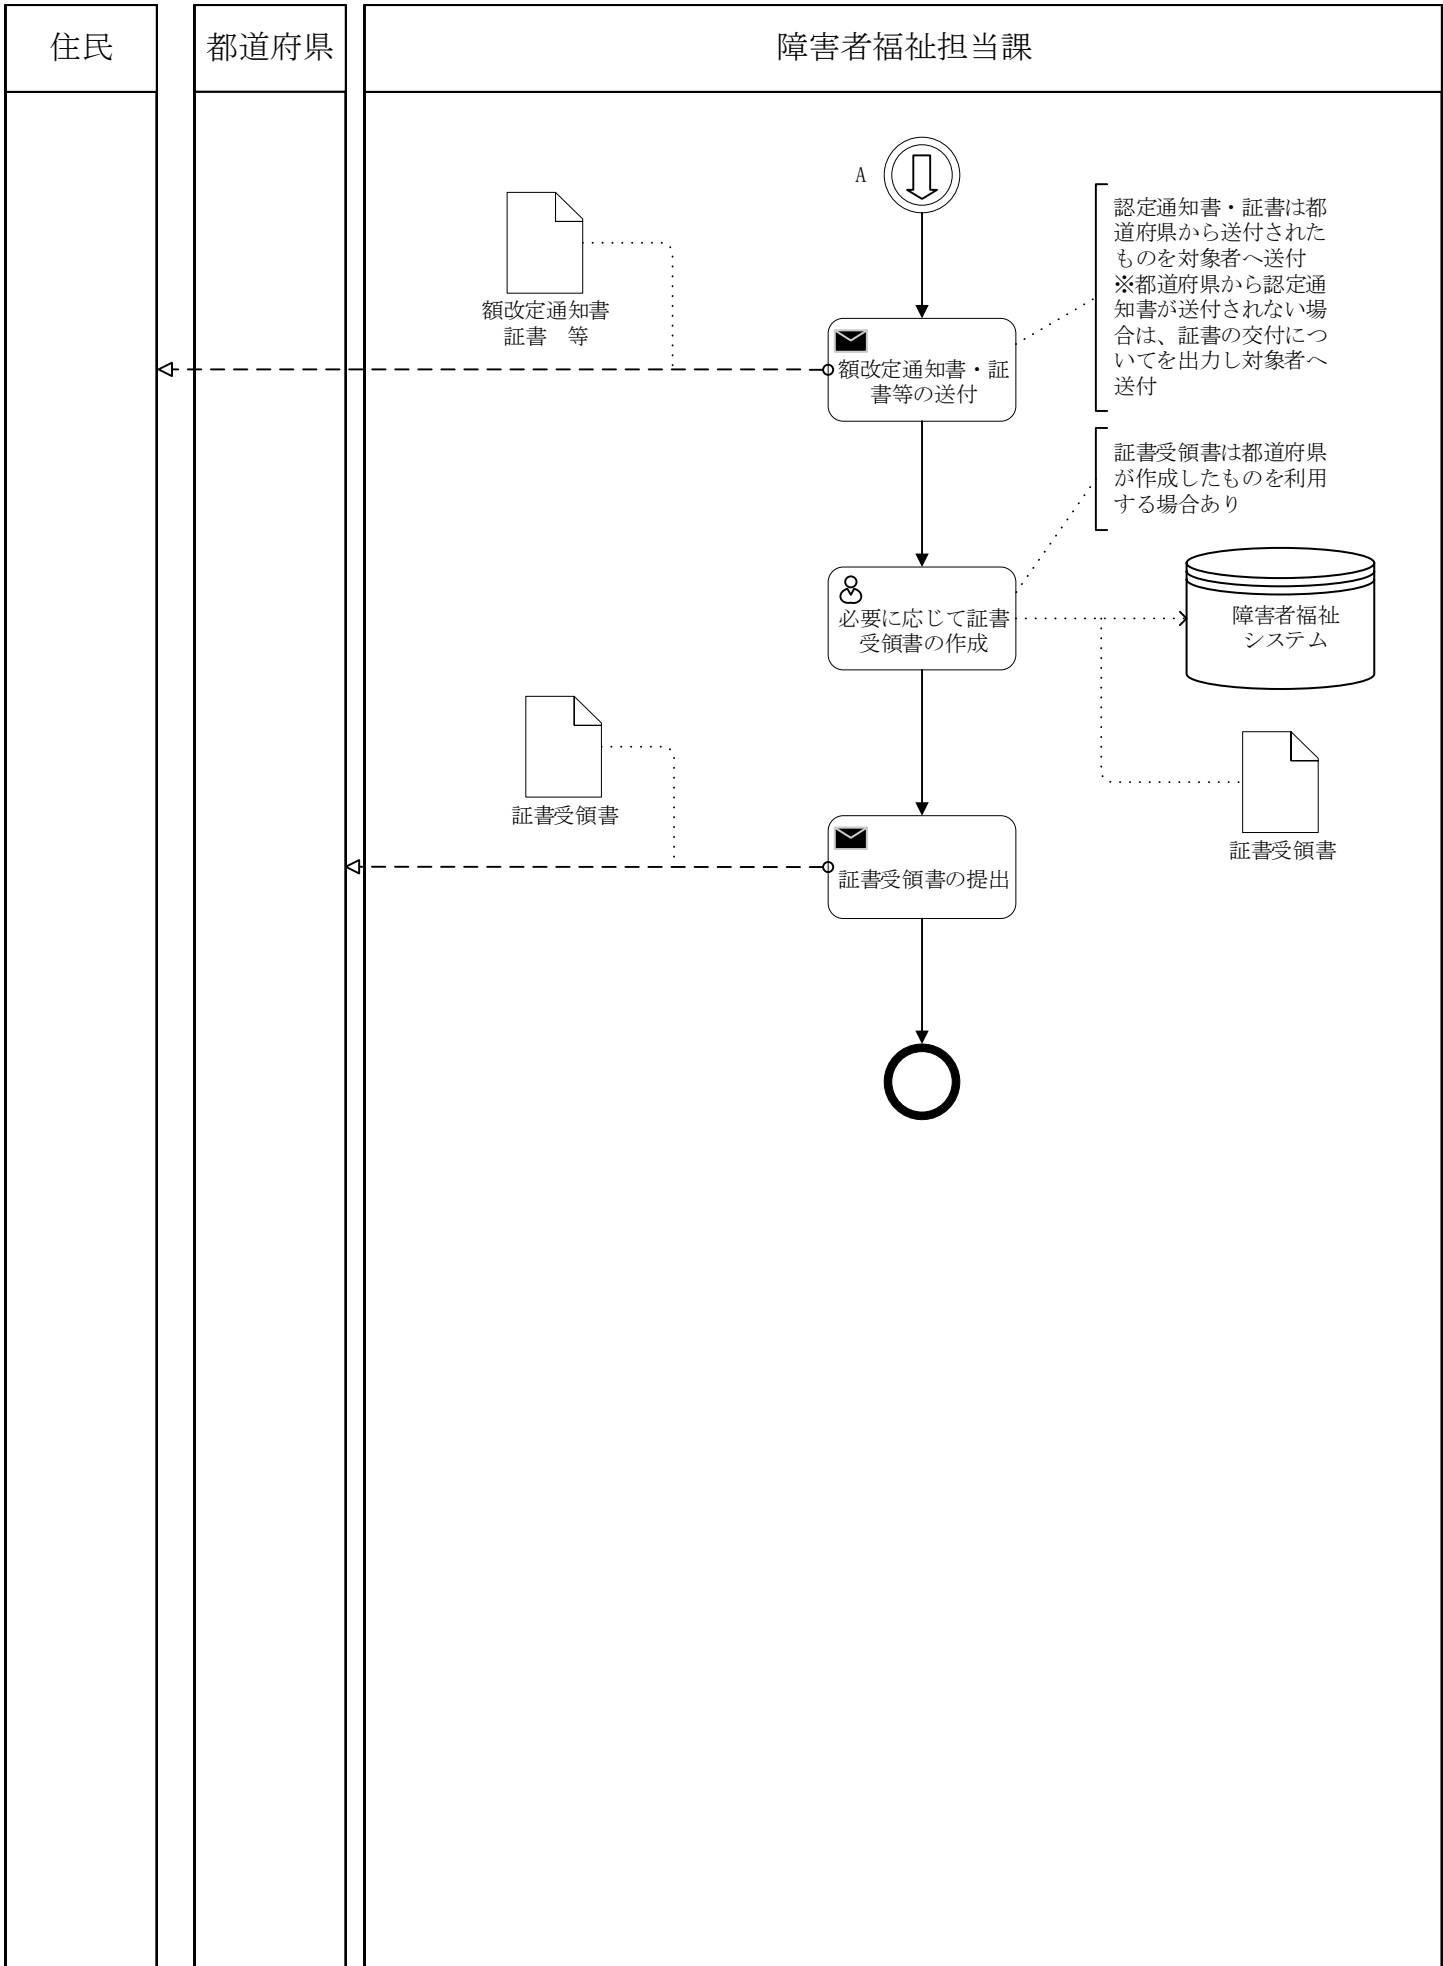 住民
都道府県
障害者福祉担当課
A
額改定通知書
証書　等
認定通知書・証書は都
道府県から送付された
ものを対象者へ送付
※都道府県から認定通
知書が送付されない場
合は、証書の交付につ
いてを出力し対象者へ
送付
額改定通知書・証
書等の送付
証書受領書は都道府県
が作成したものを利用
する場合あり
必要に応じて証書
受領書の作成
障害者福祉
システム
証書受領書
証書受領書
証書受領書の提出